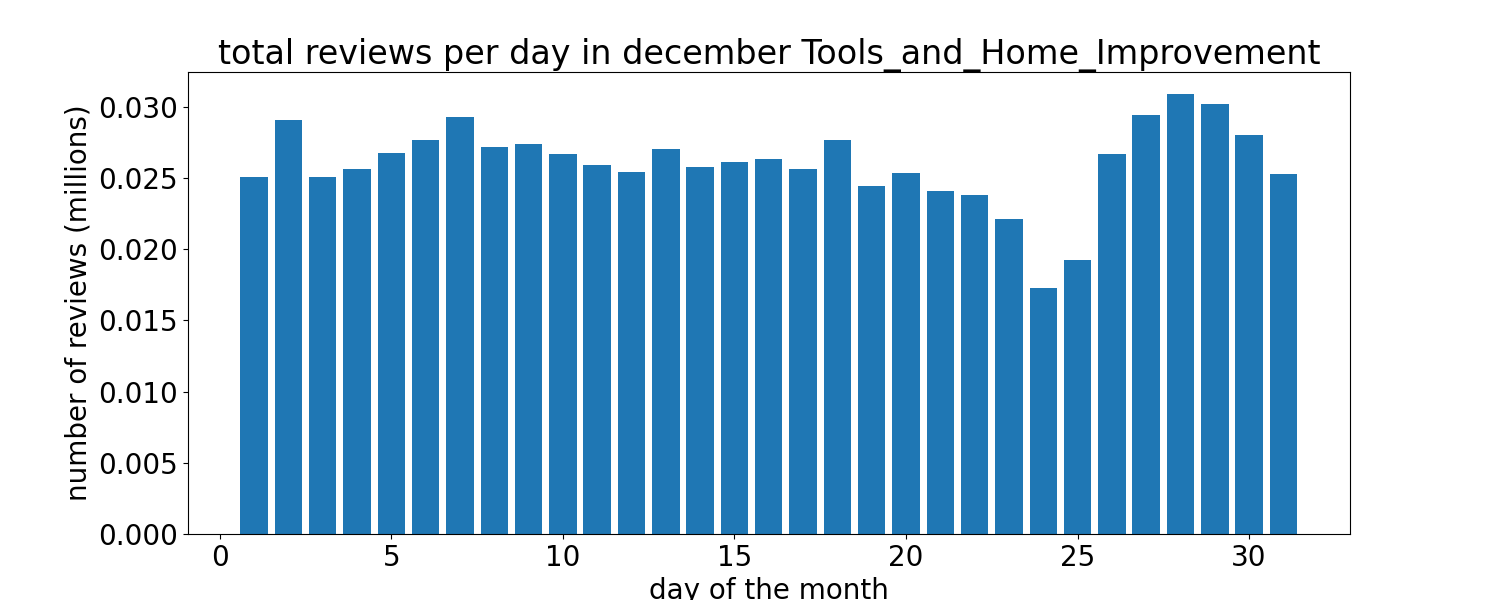 total reviews per day in december Tools_and_Home_Improvement
number of reviews (millions)
0.030
0.025
0.020
0.015
0.010
0.005
0.000
0 5 10 15 20 25 30
day of the month